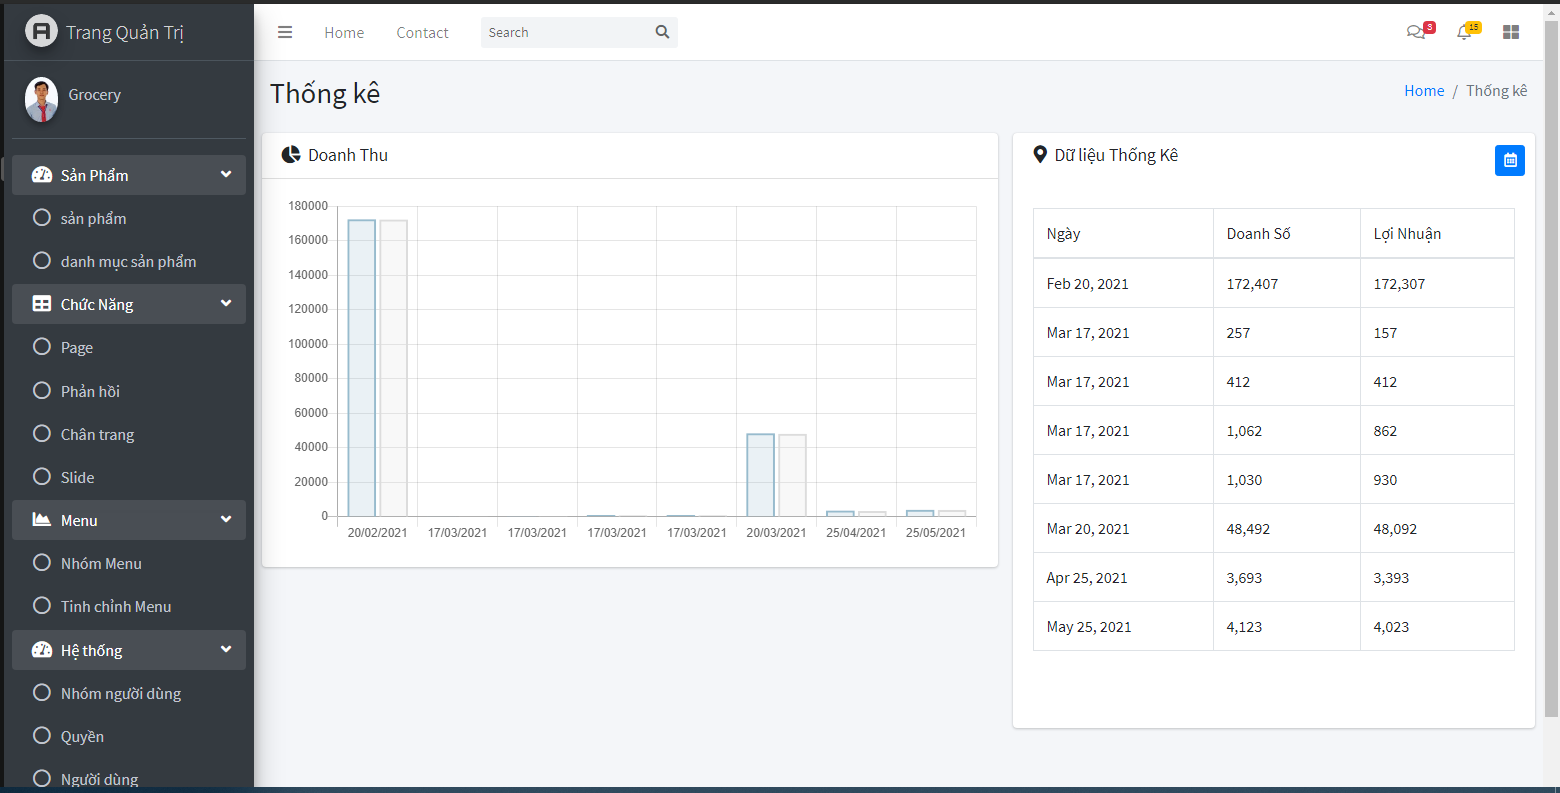 Trang Quản Trị
Grocery
Sản Phẩm
sản phẩm
danh mục sản phẩm
Chức Năng
Page
Phản hồi
Chân trang
Slide
Menu
Nhóm Menu
Tinh chỉnh Menu
Hệ thống
Nhóm người dùng
Quyền
Người dùng
Home Contact Search 3 15
Thống kê
Home / Thống kê
Doanh Thu
180000
160000
140000
120000
100000
80000
60000
40000
20000
0
20/02/2021 17/03/2021 17/03/2021 17/03/2021 17/03/2021 20/03/2021 25/04/2021 25/05/2021
Dữ liệu Thống Kê
Ngày Doanh Số Lợi Nhuận
Feb 20, 2021 172,407 172,307
Mar 17, 2021 257 157
Mar 17, 2021 412 412
Mar 17, 2021 1,062 862
Mar 17, 2021 1,030 930
Mar 20, 2021 48,492 48,092
Apr 25, 2021 3,693 3,393
May 25, 2021 4,123 4,023